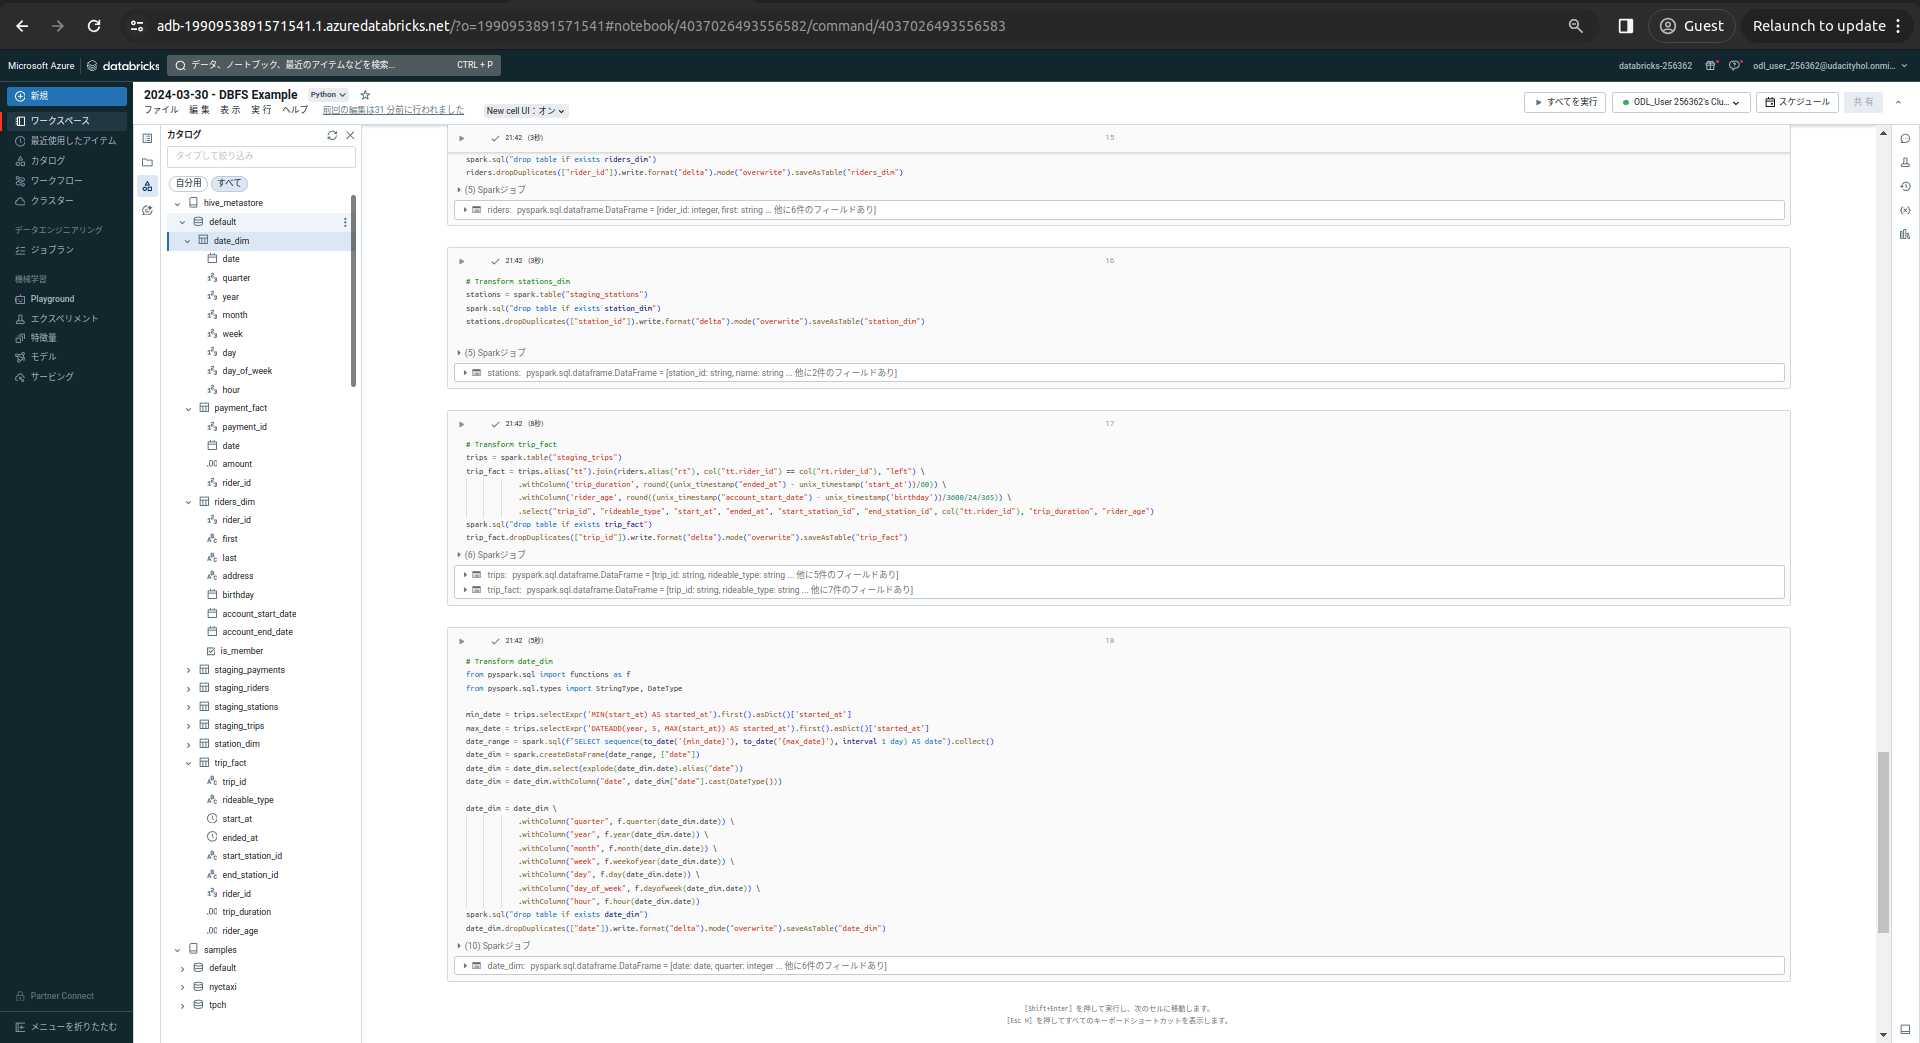 adb-1990953891571541.1.azuredatabricks.net/?o=1990953891571541#notebook/4037026493556582/command/4037026493556583
Guest
Relaunch to update
Microsoft Azure
databricks
データ、ノートブック、最近のアイテムなどを検索...
CTRL + P
databricks-256362
odl_user_256362@udacityhol.onmi...
新規
ワークスペース
最近使用したアイテム
カタログ
ワークフロー
クラスター
データエンジニアリング
ジョブラン
機械学習
Playground
エクスペリメント
特徴量
モデル
サービング
Partner Connect
メニューを折りたたむ
2024-03-30 - DBFS Example
Python
ファイル 編集 表示 実行 ヘルプ
前回の編集は31 分前に行われました
New cell UI：オン
すべてを実行
ODL_User 256362's Clu...
スケジュール
共有
カタログ
タイプして絞り込み
自分用
すべて
hive_metastore
default
date_dim
date
quarter
year
month
week
day
day_of_week
hour
payment_fact
payment_id
date
amount
rider_id
riders_dim
rider_id
first
last
address
birthday
account_start_date
account_end_date
is_member
staging_payments
staging_riders
staging_stations
staging_trips
station_dim
trip_fact
trip_id
rideable_type
start_at
ended_at
start_station_id
end_station_id
rider_id
trip_duration
rider_age
samples
default
nyctaxi
tpch
21:42 (3秒)
15
spark.sql("drop table if exists riders_dim")
riders.dropDuplicates(["rider_id"]).write.format("delta").mode("overwrite").saveAsTable("riders_dim")
(5) Sparkジョブ
riders: pyspark.sql.dataframe.DataFrame = [rider_id: integer, first: string ... 他に6件のフィールドあり]
21:42 (3秒)
16
# Transform stations_dim
stations = spark.table("staging_stations")
spark.sql("drop table if exists station_dim")
stations.dropDuplicates(["station_id"]).write.format("delta").mode("overwrite").saveAsTable("station_dim")
(5) Sparkジョブ
stations: pyspark.sql.dataframe.DataFrame = [station_id: string, name: string ... 他に2件のフィールドあり]
21:42 (8秒)
17
# Transform trip_fact
trips = spark.table("staging_trips")
trip_fact = trips.alias("tt").join(riders.alias("rt"), col("tt.rider_id") == col("rt.rider_id"), "left") \
.withColumn('trip_duration', round((unix_timestamp("ended_at") - unix_timestamp('start_at'))/60)) \
.withColumn('rider_age', round((unix_timestamp("account_start_date") - unix_timestamp('birthday'))/3600/24/365)) \
.select("trip_id", "rideable_type", "start_at", "ended_at", "start_station_id", "end_station_id", col("tt.rider_id"), "trip_duration", "rider_age")
spark.sql("drop table if exists trip_fact")
trip_fact.dropDuplicates(["trip_id"]).write.format("delta").mode("overwrite").saveAsTable("trip_fact")
(6) Sparkジョブ
trips: pyspark.sql.dataframe.DataFrame = [trip_id: string, rideable_type: string ... 他に5件のフィールドあり]
trip_fact: pyspark.sql.dataframe.DataFrame = [trip_id: string, rideable_type: string ... 他に7件のフィールドあり]
21:42 (5秒)
18
# Transform date_dim
from pyspark.sql import functions as f
from pyspark.sql.types import StringType, DateType
min_date = trips.selectExpr('MIN(start_at) AS started_at').first().asDict()['started_at']
max_date = trips.selectExpr('DATEADD(year, 5, MAX(start_at)) AS started_at').first().asDict()['started_at']
date_range = spark.sql(f"SELECT sequence(to_date('{min_date}'), to_date('{max_date}'), interval 1 day) AS date").collect()
date_dim = spark.createDataFrame(date_range, ["date"])
date_dim = date_dim.select(explode(date_dim.date).alias("date"))
date_dim = date_dim.withColumn("date", date_dim["date"].cast(DateType()))
date_dim = date_dim \
.withColumn("quarter", f.quarter(date_dim.date)) \
.withColumn("year", f.year(date_dim.date)) \
.withColumn("month", f.month(date_dim.date)) \
.withColumn("week", f.weekofyear(date_dim.date)) \
.withColumn("day", f.day(date_dim.date)) \
.withColumn("day_of_week", f.dayofweek(date_dim.date)) \
.withColumn("hour", f.hour(date_dim.date))
spark.sql("drop table if exists date_dim")
date_dim.dropDuplicates(["date"]).write.format("delta").mode("overwrite").saveAsTable("date_dim")
(10) Sparkジョブ
date_dim: pyspark.sql.dataframe.DataFrame = [date: date, quarter: integer ... 他に6件のフィールドあり]
[Shift+Enter] を押して実行し、次のセルに移動します。
[Esc H] を押してすべてのキーボードショートカットを表示します。